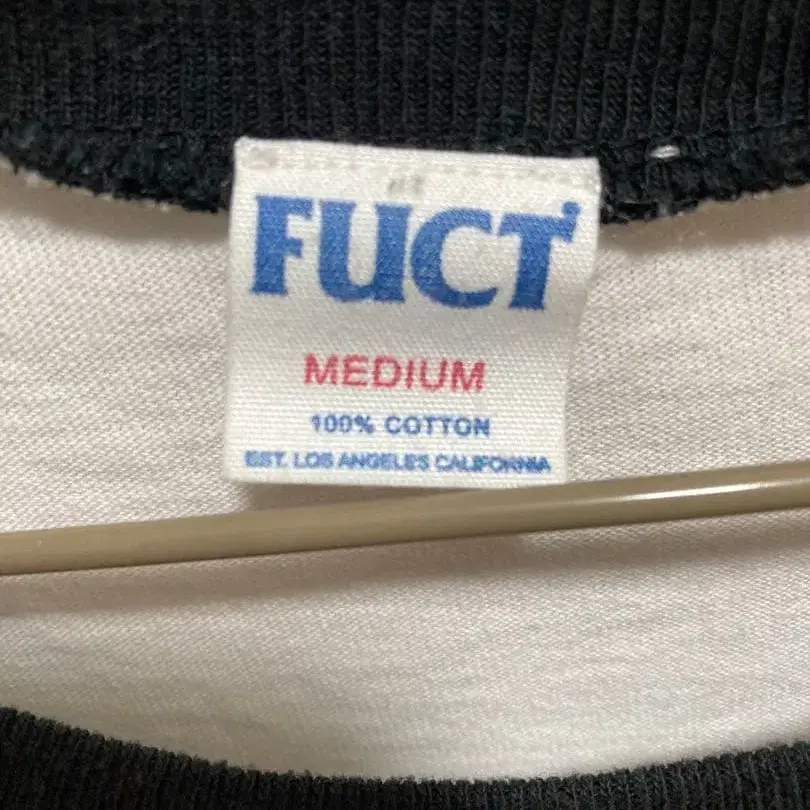 FUCT
MEDIUM
100% COTTON
EST. LOS ANGELES CALIFORNIA